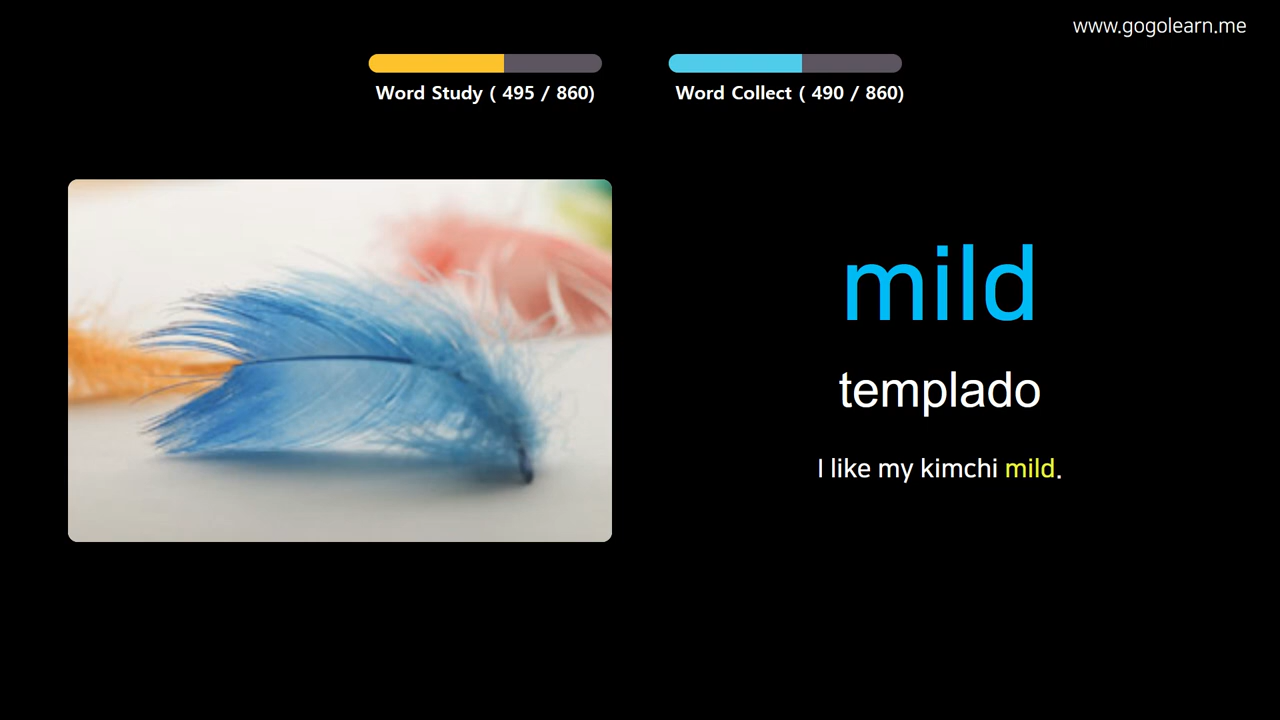 www.gogolearn.me
Word Study ( 495 / 860)
Word Collect ( 490 / 860)
mild
templado
I like my kimchi mild.